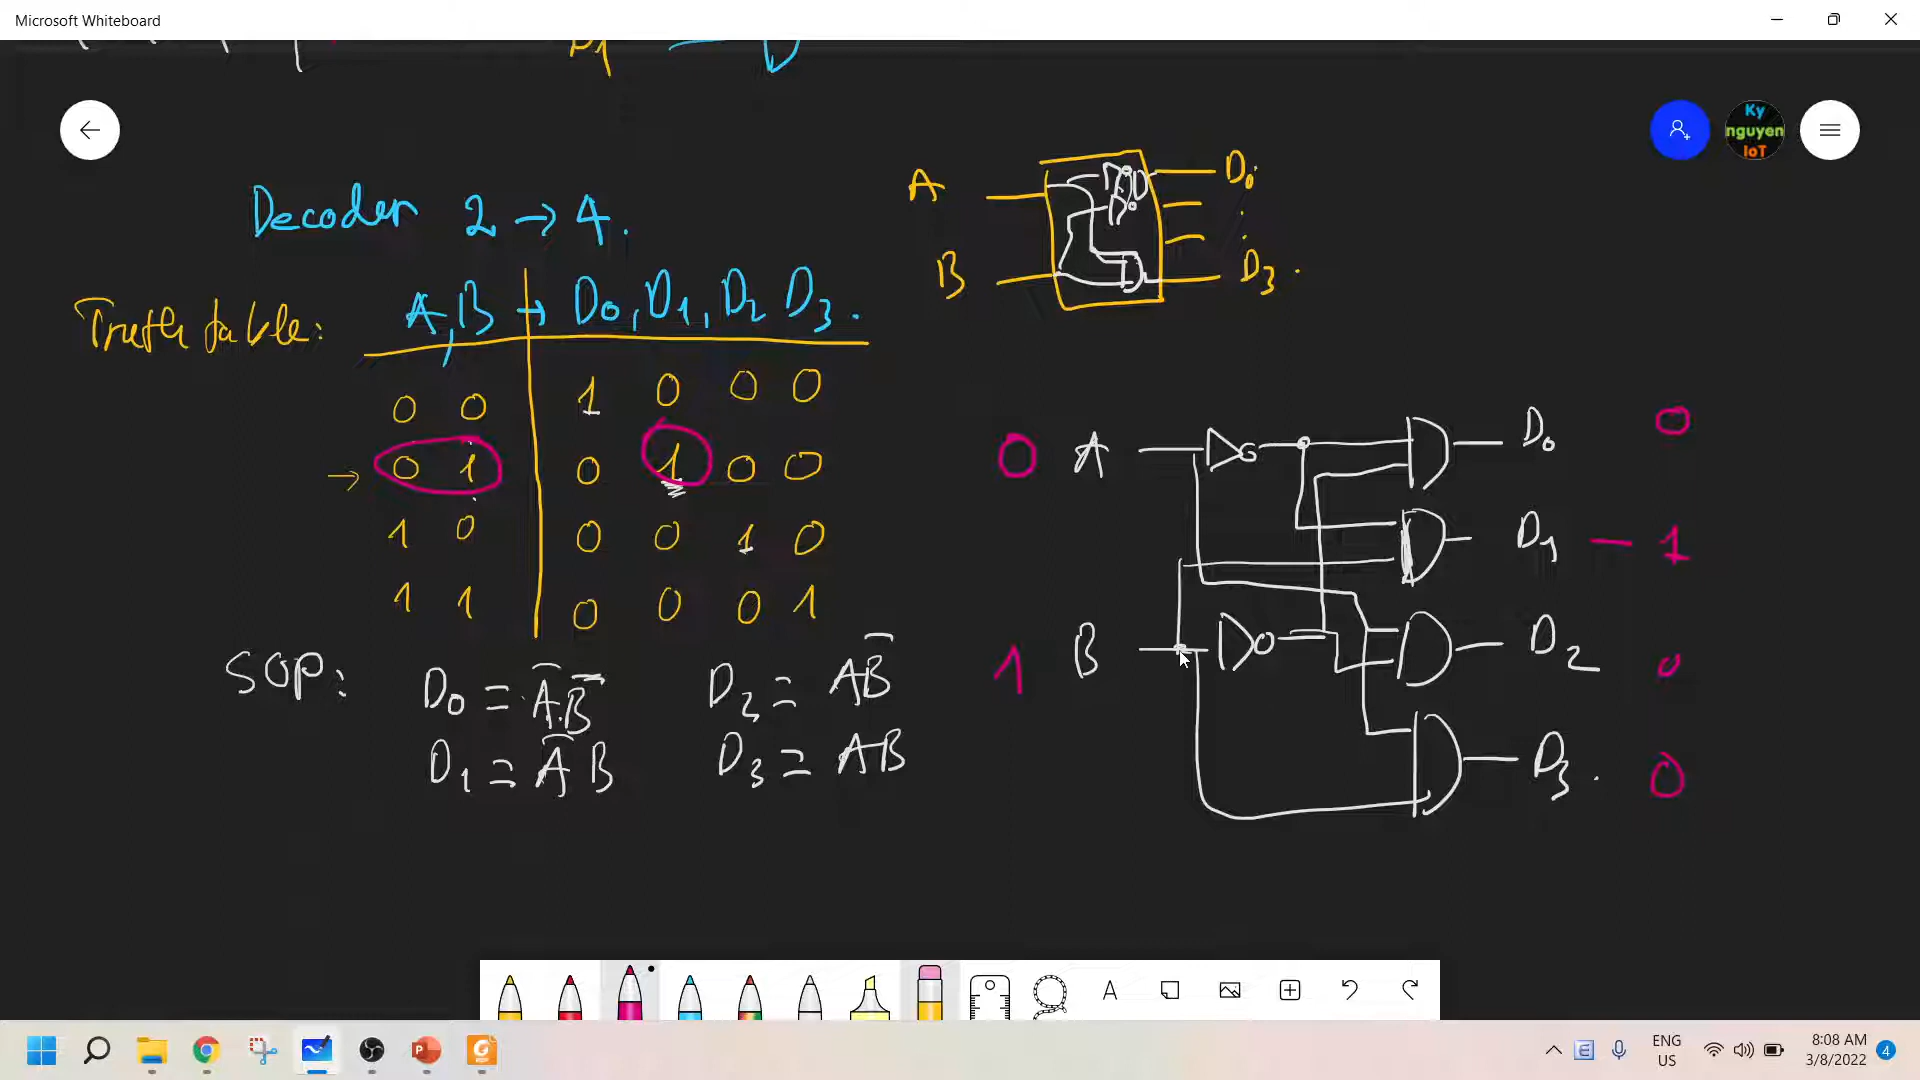 Microsoft Whiteboard
D1
Ky
nguyen
IoT
Decoder 2 → 4.
A
B
D0
D3.
Truth table:
A, B → D0, D1, D2 D3.
0 0 1 0 0 0
→ 0 1 0 1 0 0
1 0 0 0 1 0
1 1 0 0 0 1
SOP:
D0 = A̅.B̅
D2 = AB̅
D1 = A̅ B
D3 = AB
0 A
D0 0
D1 — 1
1 B
D2 0
D3. 0
A
ENG
US
8:08 AM
3/8/2022
4